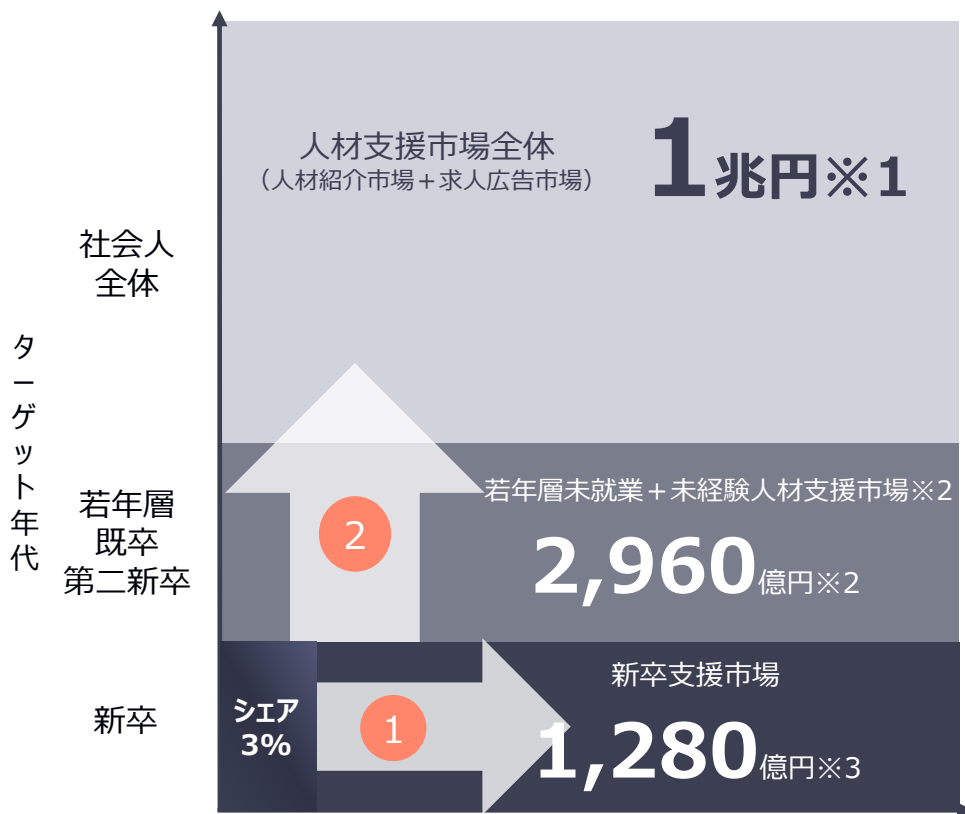 人材支援市場全体
（人材紹介市場＋求人広告市場）
1兆円※1
社会人
全体
ターゲット年代
若年層
既卒
第二新卒
2
若年層未就業＋未経験人材支援市場※2
2,960億円※2
新卒
シェア
3%
1
新卒支援市場
1,280億円※3